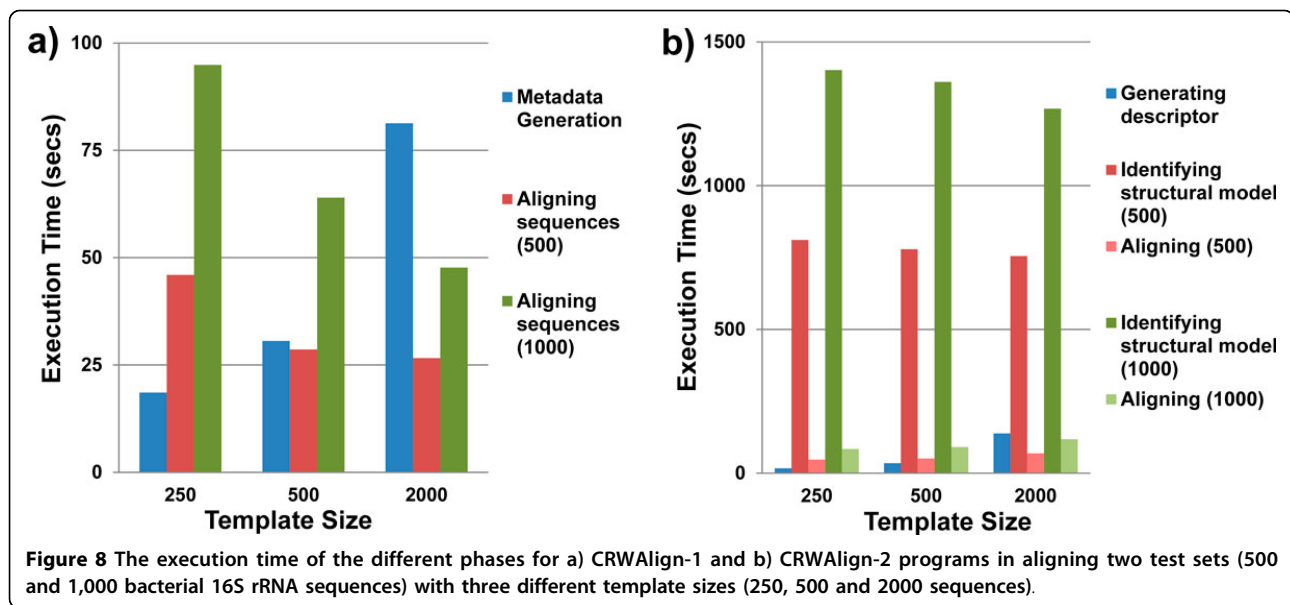 a)
100
75
50
25
0
Execution Time (secs)
250
500
2000
Template Size
Metadata
Generation
Aligning
sequences
(500)
Aligning
sequences
(1000)
b)
1500
1000
500
0
Execution Time (secs)
250
500
2000
Template Size
Generating
descriptor
Identifying
structural model
(500)
Aligning (500)
Identifying
structural model
(1000)
Aligning (1000)
Figure 8 The execution time of the different phases for a) CRWAlign-1 and b) CRWAlign-2 programs in aligning two test sets (500
and 1,000 bacterial 16S rRNA sequences) with three different template sizes (250, 500 and 2000 sequences).